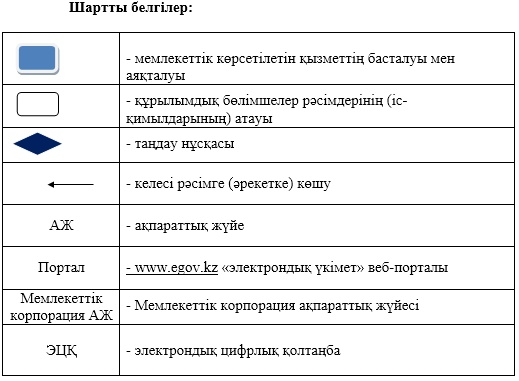 Шартты белгілер:
- мемлекеттік көрсетілетін қызметтің басталуы мен
аяқталуы
- құрылымдық бөлімшелер рәсімдерінің (іс-
қимылдарының) атауы
- таңдау нұсқасы
- келесі рәсімге (әрекетке) көшу
АЖ
- ақпараттық жүйе
Портал
- www.egov.kz «электрондық үкімет» веб-порталы
Мемлекеттік
корпорация АЖ
- Мемлекеттік корпорация ақпараттық жүйесі
ЭЦҚ
- электрондық цифрлық қолтаңба